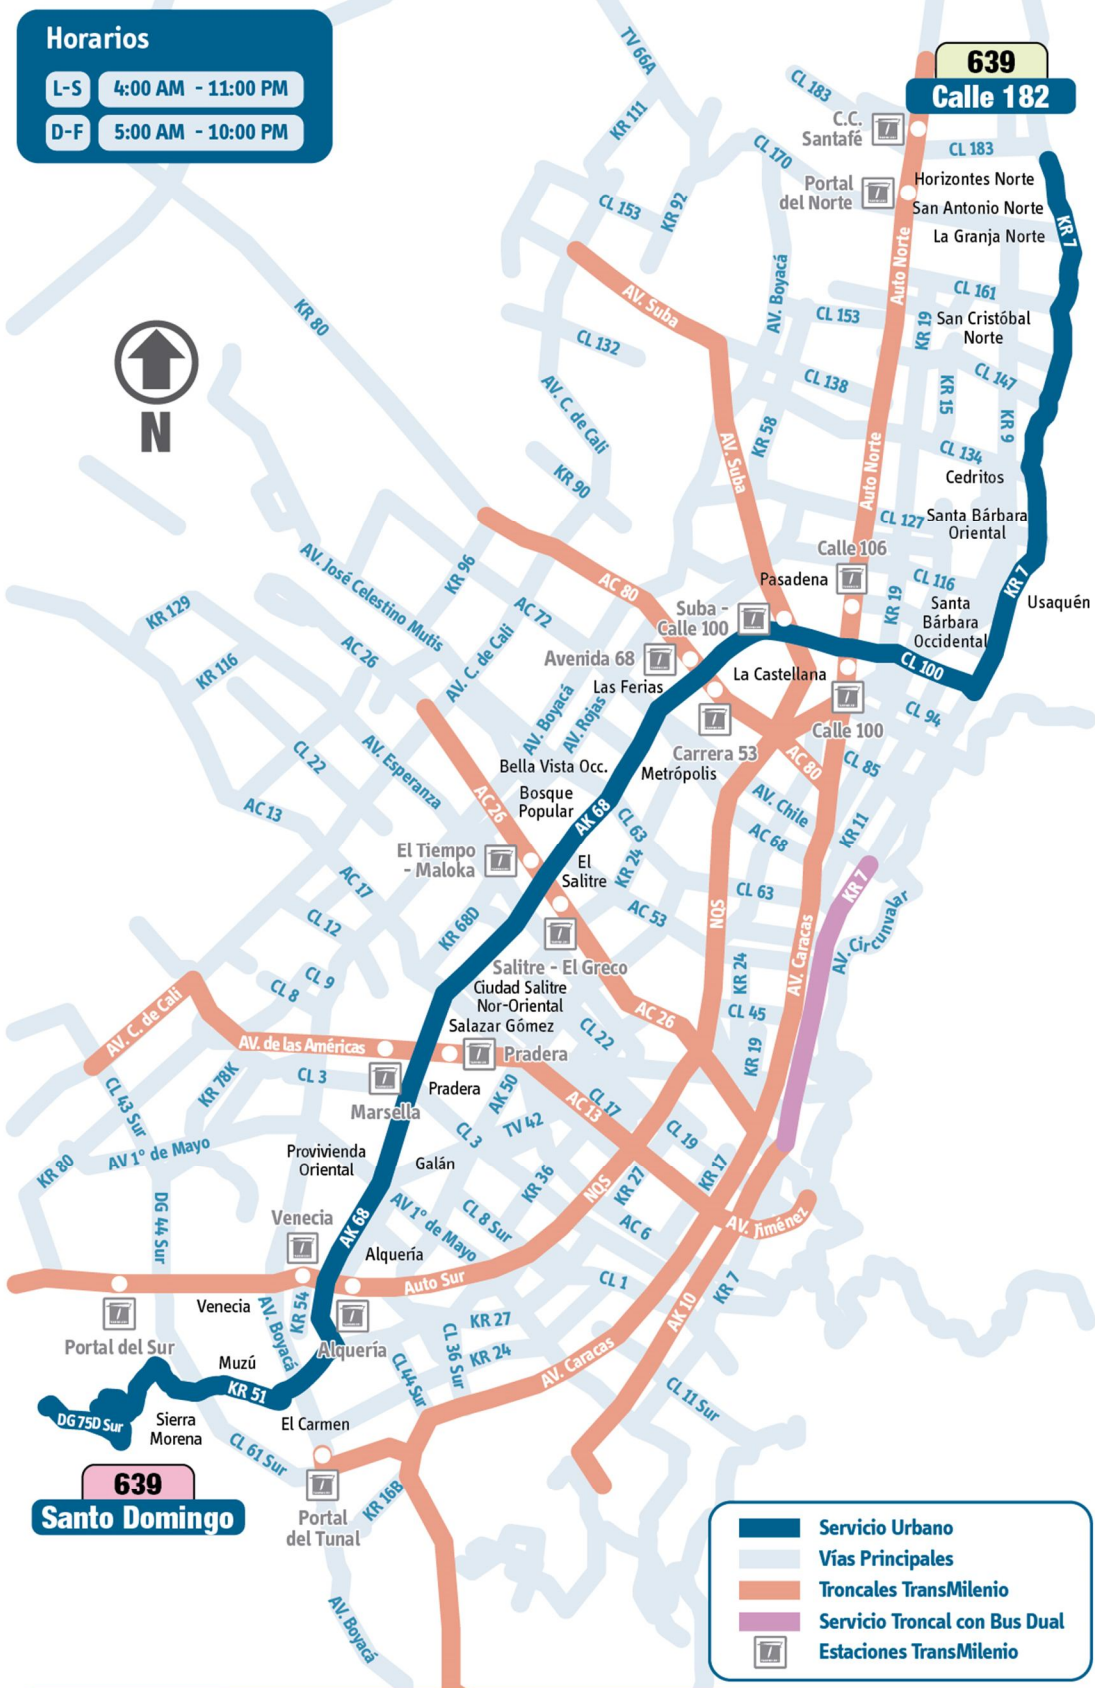 Horarios
L-S 4:00 AM - 11:00 PM
D-F 5:00 AM - 10:00 PM
639
Calle 182
TV 66A
CL 183
KR 111
C.C.
Santafé
CL 183
CL 170
Portal
del Norte
Horizontes Norte
San Antonio Norte
La Granja Norte
KR 7
CL 153
KR 92
Auto Norte
AV. Boyacá
CL 161
KR 80
AV. Suba
CL 153
KR 19
San Cristóbal
Norte
CL 132
CL 138
CL 147
KR 15
AV. C. de Cali
KR 9
KR 58
N
AV. Suba
Auto Norte
CL 134
Cedritos
KR 90
CL 127
Santa Bárbara
Oriental
AV. José Celestino Mutis
KR 96
AC 80
Calle 106
Pasadena
CL 116
KR 7
KR 129
AC 72
Suba -
Calle 100
KR 19
Santa
Bárbara
Occidental
Usaquén
AC 26
AV. C. de Cali
Avenida 68
Las Ferias
La Castellana
CL 100
KR 116
AV. Boyacá
AV. Rojas
CL 94
Calle 100
CL 22
AV. Esperanza
Carrera 53
Bella Vista Occ.
Metrópolis
AC 80
CL 85
Bosque
Popular
AC 26
AK 68
AV. Chile
AC 13
CL 63
AC 68
KR 11
El Tiempo
- Maloka
El
Salitre
KR 24
AC 17
CL 63
KR 7
KR 68D
AC 53
NQS
CL 12
AV. Caracas
AV. Circunvalar
Salitre - El Greco
CL 9
CL 8
Ciudad Salitre
Nor-Oriental
KR 24
AV. C. de Cali
Salazar Gómez
AC 26
CL 45
AV. de las Américas
CL 22
Pradera
KR 19
KR 78K
CL 3
Pradera
AK 50
CL 43 Sur
Marsella
AC 13
CL 17
TV 42
CL 3
CL 19
AV 1º de Mayo
Providencia
Oriental
Galán
KR 80
KR 36
NQS
KR 27
KR 17
DG 44 Sur
Venecia
AK 68
AV 1º de Mayo
CL 8 Sur
AC 6
AV. Jiménez
Alquería
Auto Sur
CL 1
KR 7
Venecia
AV. Boyacá
KR 54
AK 10
Portal del Sur
Alquería
KR 27
CL 36 Sur
KR 24
CL 44 Sur
AV. Caracas
Muzú
KR 51
CL 11 Sur
DG 75D Sur
Sierra
Morena
El Carmen
CL 61 Sur
639
Santo Domingo
Portal
del Tunal
KR 16B
AV. Boyacá
Servicio Urbano
Vías Principales
Troncales TransMilenio
Servicio Troncal con Bus Dual
Estaciones TransMilenio